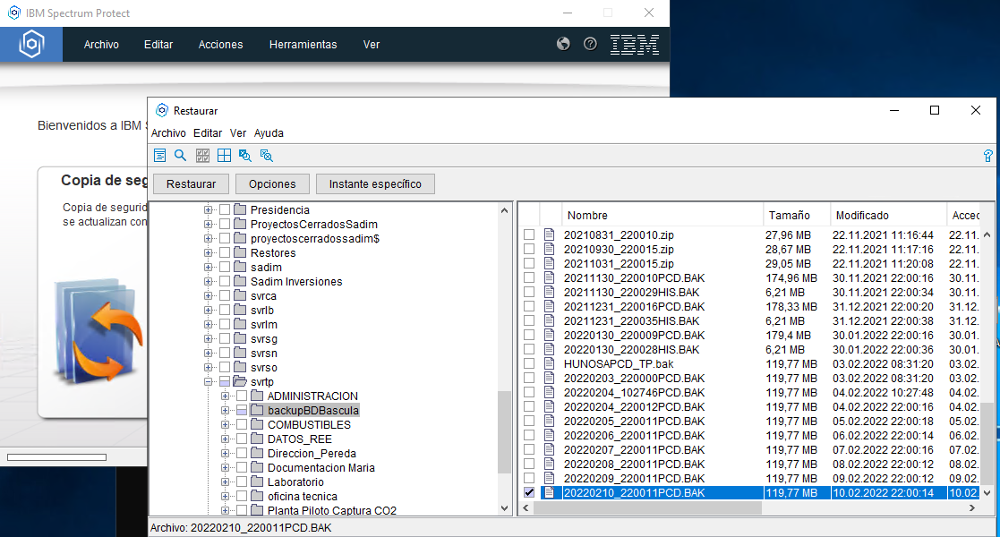 IBM Spectrum Protect
Archivo Editar Acciones Herramientas Ver
IBM
Bienvenidos a IBM
Copia de seg
Copia de segurid
se actualizan con
Restaurar
Archivo Editar Ver Ayuda
Restaurar Opciones Instante específico
Presidencia
ProyectosCerradosSadim
proyectoscerradossadim$
Restores
sadim
Sadim Inversiones
svrca
svrlb
svrlm
svrsg
svrsn
svrso
svrtp
ADMINISTRACION
backupBDBascula
COMBUSTIBLES
DATOS_REE
Direccion_Pereda
Documentacion Maria
Laboratorio
oficina tecnica
Planta Piloto Captura CO2
Nombre Tamaño Modificado Acced
20210831_220010.zip 27,96 MB 22.11.2021 11:16:44 22.11.
20210930_220015.zip 28,67 MB 22.11.2021 11:17:16 22.11.
20211031_220015.zip 29,05 MB 22.11.2021 11:20:08 22.11.
20211130_220010PCD.BAK 174,96 MB 30.11.2021 22:00:16 30.11.
20211130_220029HIS.BAK 6,21 MB 30.11.2021 22:00:34 30.11.
20211231_220016PCD.BAK 178,33 MB 31.12.2021 22:00:20 31.12.
20211231_220035HIS.BAK 6,21 MB 31.12.2021 22:00:38 31.12.
20220130_220009PCD.BAK 179,4 MB 30.01.2022 22:00:16 30.01.
20220130_220028HIS.BAK 6,21 MB 30.01.2022 22:00:36 30.01.
HUNOSAPCD_TP.bak 119,77 MB 03.02.2022 08:31:20 03.02.
20220203_220000PCD.BAK 119,77 MB 03.02.2022 08:31:20 03.02.
20220204_102746PCD.BAK 119,77 MB 04.02.2022 10:27:48 04.02.
20220204_220012PCD.BAK 119,77 MB 04.02.2022 22:00:16 04.02.
20220205_220011PCD.BAK 119,77 MB 05.02.2022 22:00:18 05.02.
20220206_220011PCD.BAK 119,77 MB 06.02.2022 22:00:14 06.02.
20220207_220011PCD.BAK 119,77 MB 07.02.2022 22:00:16 07.02.
20220208_220011PCD.BAK 119,77 MB 08.02.2022 22:00:12 08.02.
20220209_220011PCD.BAK 119,77 MB 09.02.2022 22:00:12 09.02.
20220210_220011PCD.BAK 119,77 MB 10.02.2022 22:00:14 10.02.
Archivo: 20220210_220011PCD.BAK